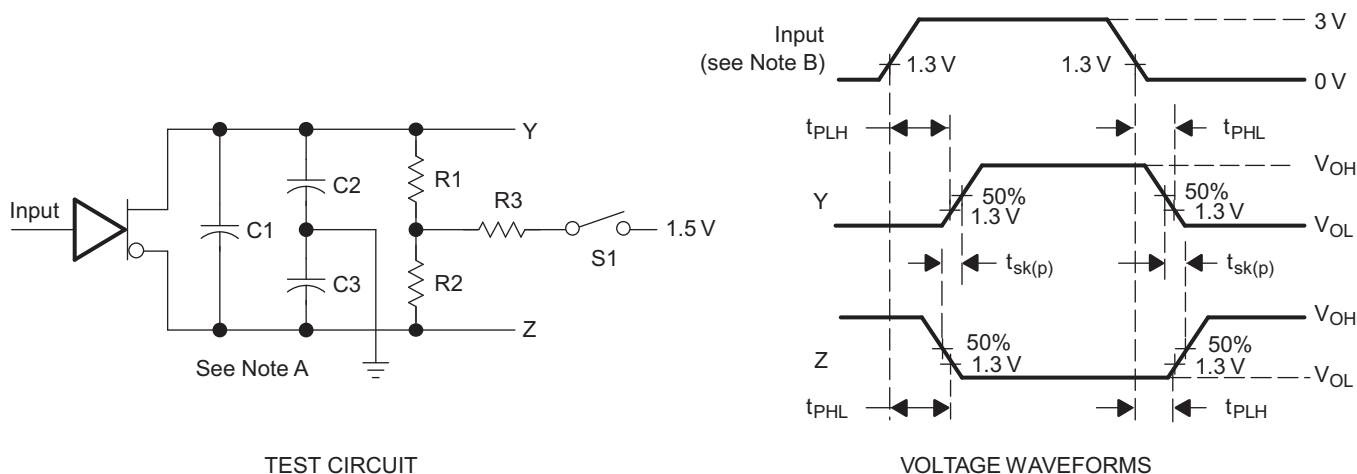 Input
C1
C2
C3
R1
R2
R3
S1
1.5 V
Y
Z
See Note A
TEST CIRCUIT
Input
(see Note B)
1.3 V
1.3 V
3 V
0 V
tPLH
tPHL
Y
50%
1.3 V
50%
1.3 V
VOH
VOL
tsk(p)
tsk(p)
Z
50%
1.3 V
50%
1.3 V
VOH
VOL
tPHL
tPLH
VOLTAGE WAVEFORMS